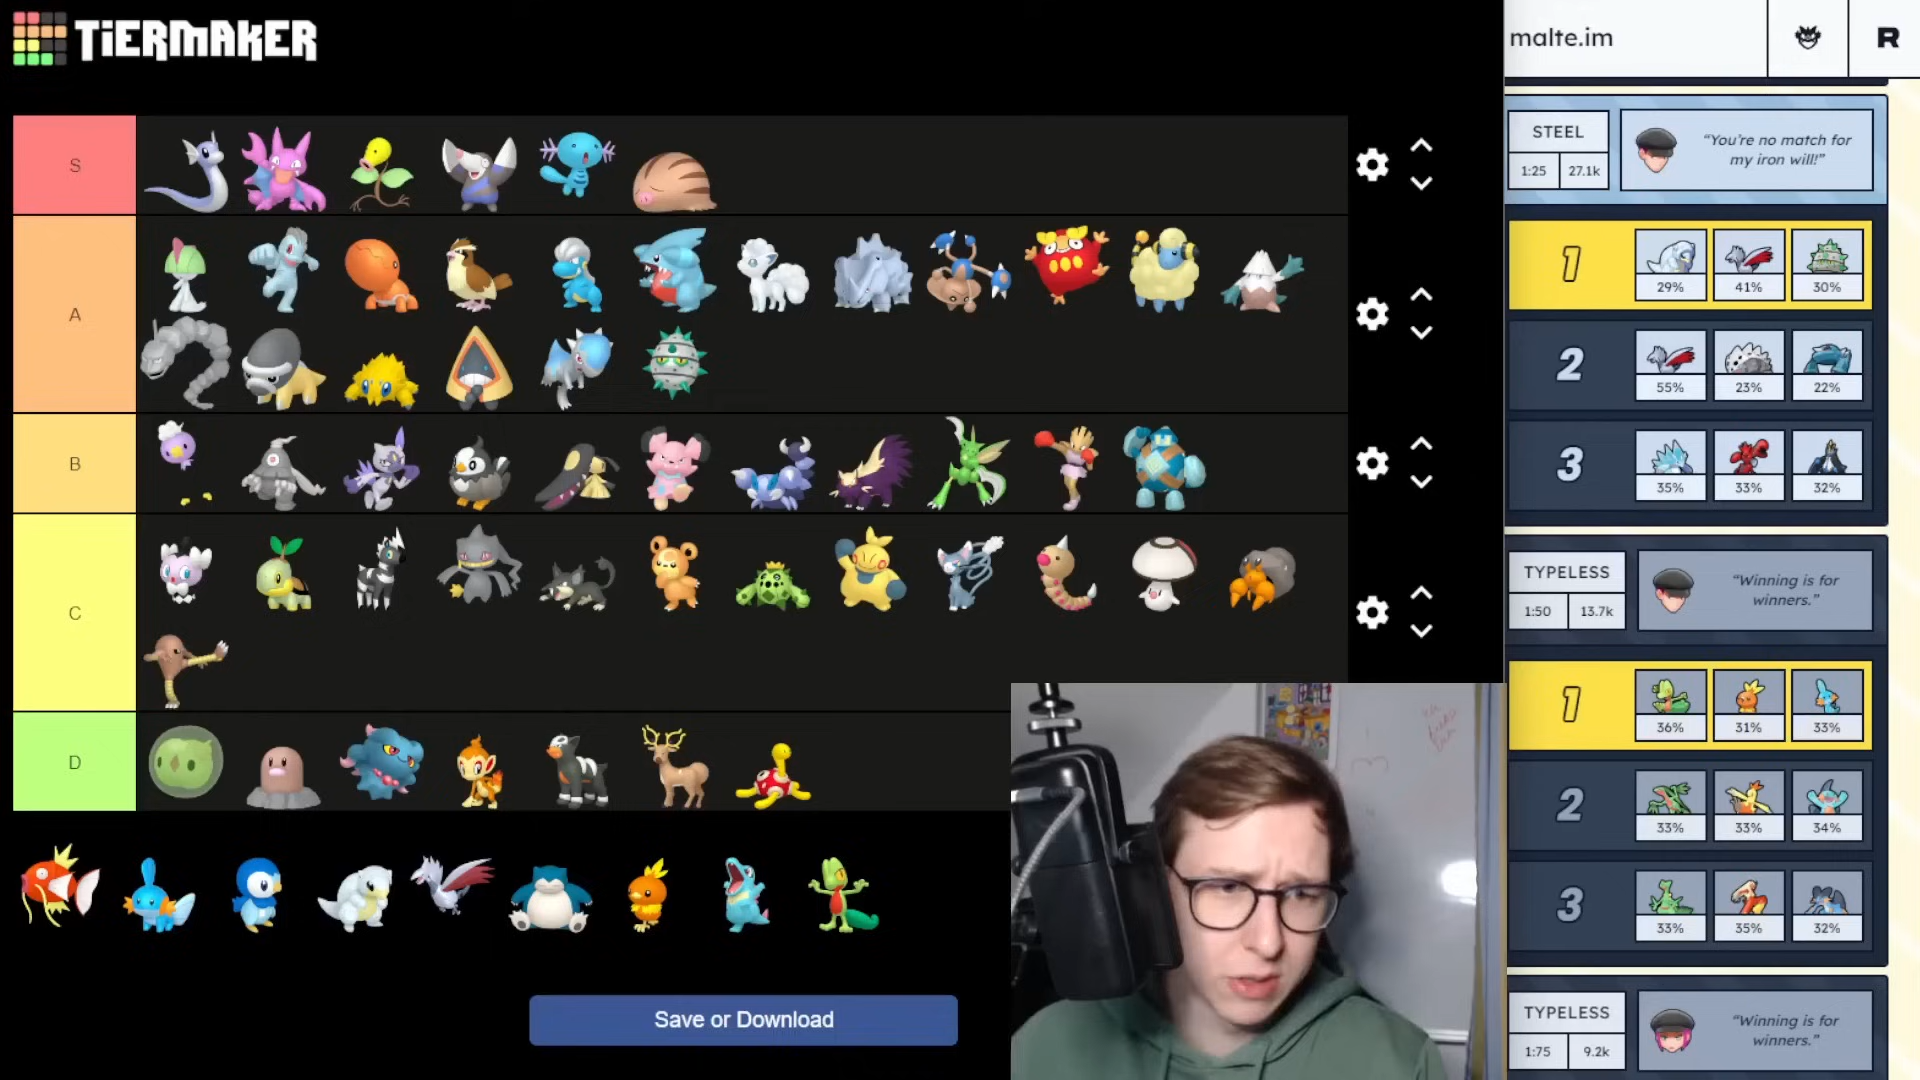 TiERMAKER
S
A
B
C
D
Save or Download
malte.im
R
STEEL
1:25
27.1k
“You’re no match for
my iron will!”
1
29%
41%
30%
2
55%
23%
22%
3
35%
33%
32%
TYPELESS
1:50
13.7k
“Winning is for
winners.”
1
36%
31%
33%
2
33%
33%
34%
3
33%
35%
32%
TYPELESS
1:75
9.2k
“Winning is for
winners.”